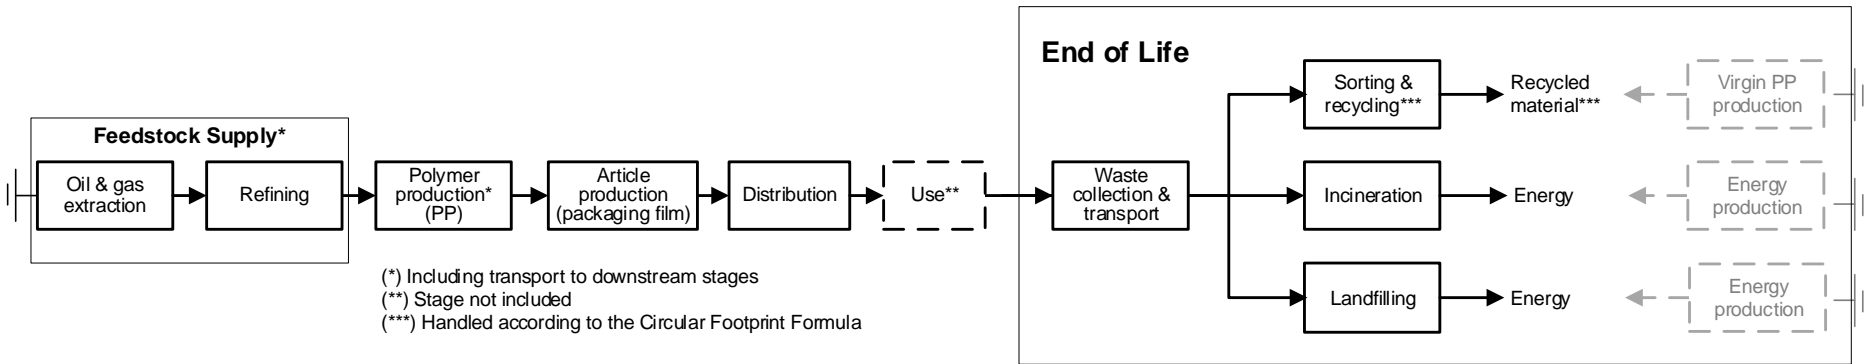 End of Life
Feedstock Supply*
Oil & gas
extraction
Refining
Polymer
production*
(PP)
Article
production
(packaging film)
Distribution
Use**
Waste
collection &
transport
Sorting &
recycling***
Recycled
material***
Virgin PP
production
Incineration
Energy
Energy
production
Landfilling
Energy
Energy
production
(*) Including transport to downstream stages
(**) Stage not included
(***) Handled according to the Circular Footprint Formula